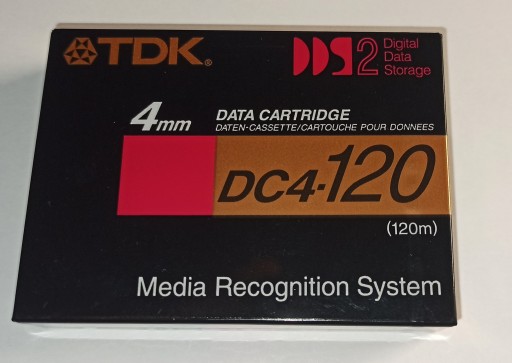 TDK®
DDS2 Digital
Data
Storage
4mm DATA CARTRIDGE
DATEN-CASSETTE/CARTOUCHE POUR DONNEES
DC4-120
(120m)
Media Recognition System